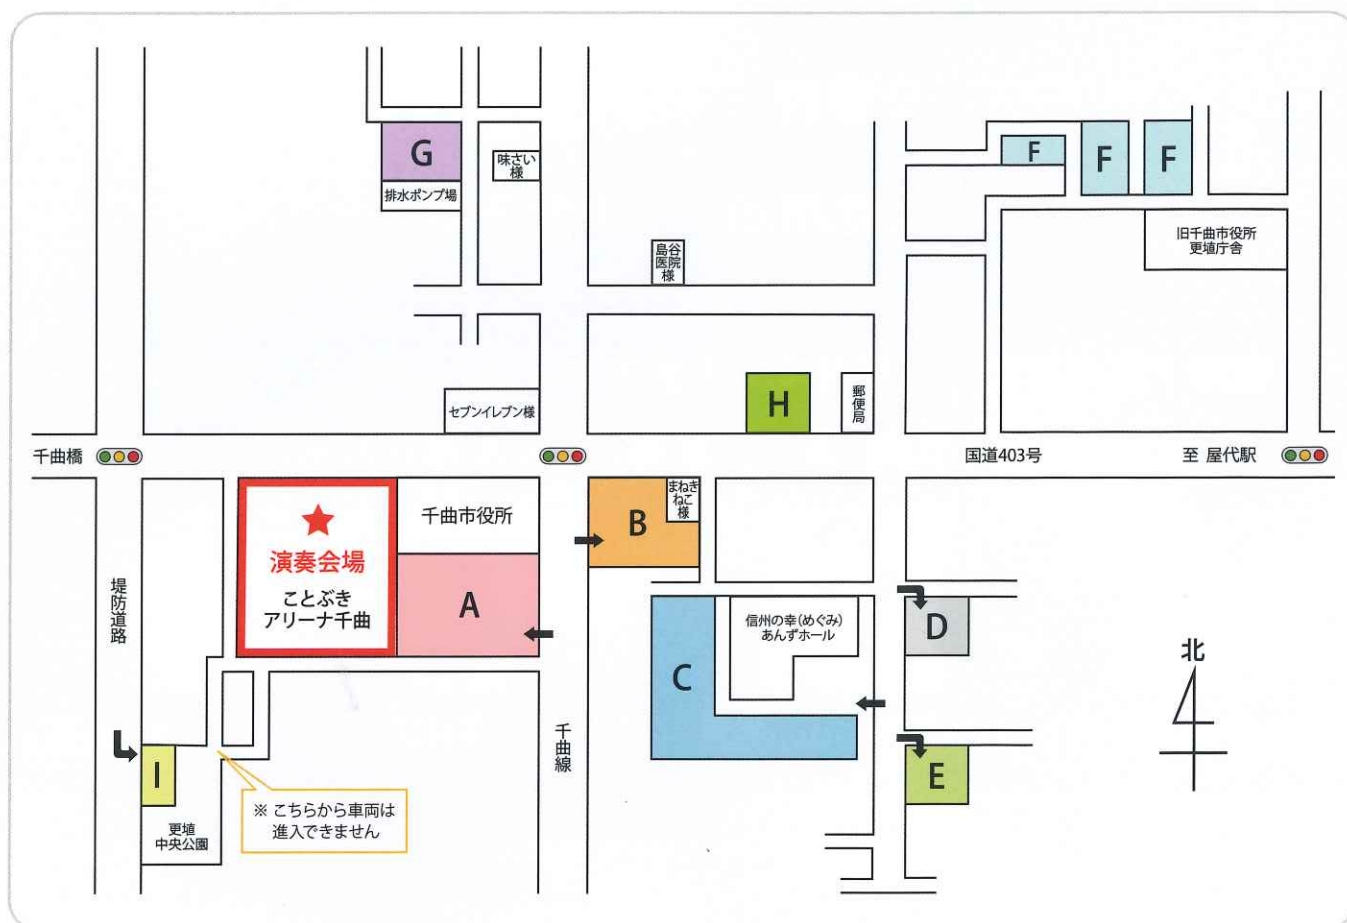 G
排水ポンプ場
味さい
様
F
F
F
旧千曲市役所
更埴庁舎
島谷
医院
様
セブンイレブン様
H
郵便局
千曲橋
国道403号
至 屋代駅
演奏会場
ことぶき
アリーナ千曲
千曲市役所
A
B
まねき
ねこ
様
堤防道路
C
信州の幸(めぐみ)
あんずホール
D
北
千曲線
I
E
※ こちらから車両は
進入できません
更埴
中央公園